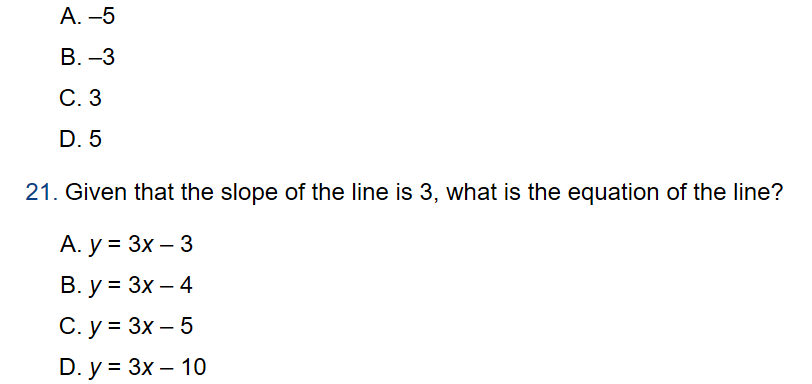 A. –5
B. –3
C. 3
D. 5
21. Given that the slope of the line is 3, what is the equation of the line?
A. y = 3x – 3
B. y = 3x – 4
C. y = 3x – 5
D. y = 3x – 10